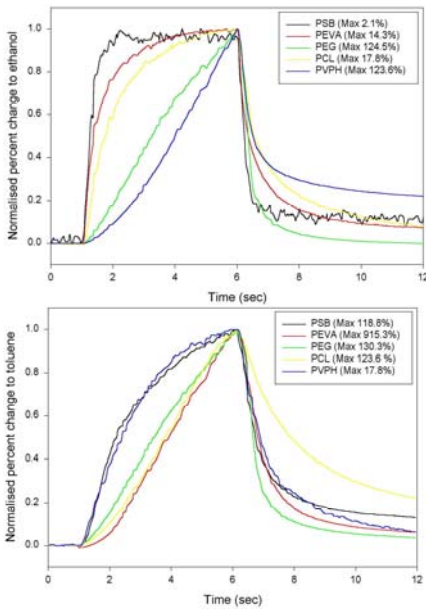 Normalised percent change to ethanol
1.0
0.8
0.6
0.4
0.2
0.0
PSB (Max 2.1%)
PEVA (Max 14.3%)
PEG (Max 124.5%)
PCL (Max 17.8%)
PVPH (Max 123.6%)
0 2 4 6 8 10 12
Time (sec)
Normalised percent change to toluene
1.0
0.8
0.6
0.4
0.2
0.0
PSB (Max 118.8%)
PEVA (Max 915.3%)
PEG (Max 130.3%)
PCL (Max 123.6 %)
PVPH (Max 17.8%)
0 2 4 6 8 10 12
Time (sec)